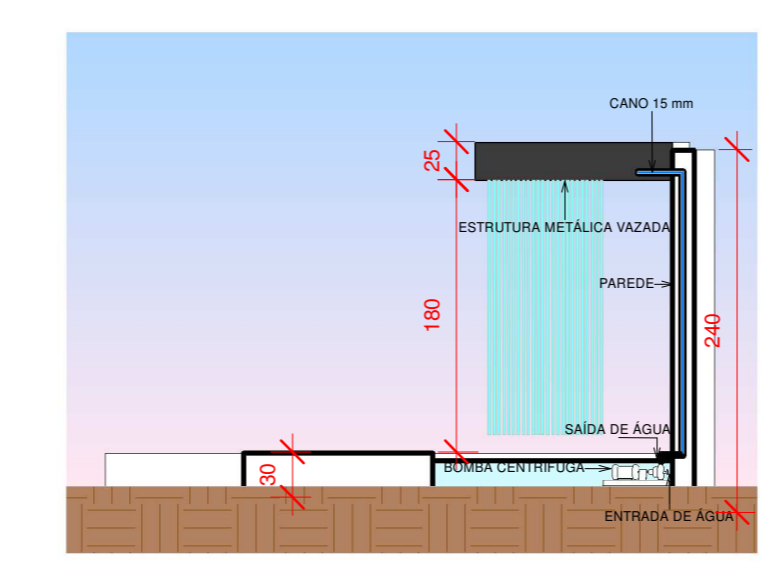 CANO 15 mm
25
ESTRUTURA METÁLICA VAZADA
PAREDE
180
240
SAÍDA DE ÁGUA
BOMBA CENTRIFUGA
30
ENTRADA DE ÁGUA